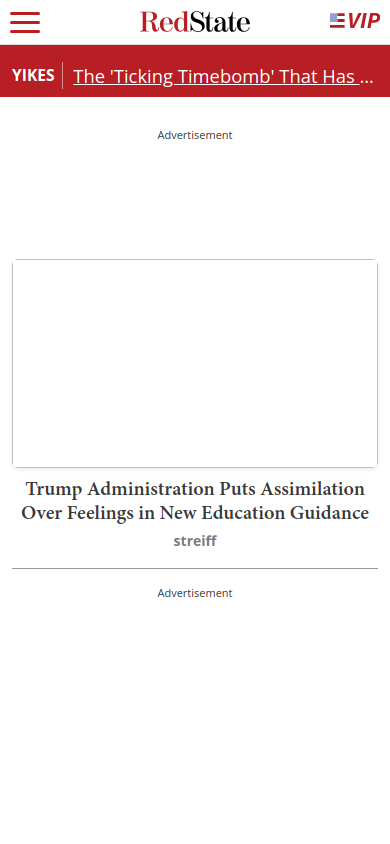 RedState
VIP
YIKES
The 'Ticking Timebomb' That Has ...
Advertisement
Trump Administration Puts Assimilation
Over Feelings in New Education Guidance
streiff
Advertisement